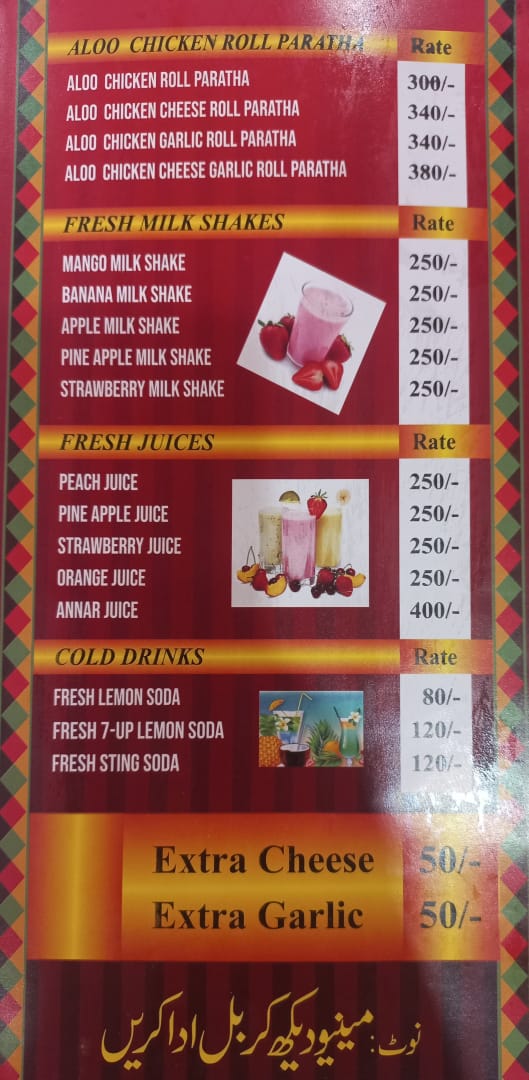 ALOO CHICKEN ROLL PARATHA Rate
ALOO CHICKEN ROLL PARATHA 300/-
ALOO CHICKEN CHEESE ROLL PARATHA 340/-
ALOO CHICKEN GARLIC ROLL PARATHA 340/-
ALOO CHICKEN CHEESE GARLIC ROLL PARATHA 380/-
FRESH MILK SHAKES Rate
MANGO MILK SHAKE 250/-
BANANA MILK SHAKE 250/-
APPLE MILK SHAKE 250/-
PINE APPLE MILK SHAKE 250/-
STRAWBERRY MILK SHAKE 250/-
FRESH JUICES Rate
PEACH JUICE 250/-
PINE APPLE JUICE 250/-
STRAWBERRY JUICE 250/-
ORANGE JUICE 250/-
ANNAR JUICE 400/-
COLD DRINKS Rate
FRESH LEMON SODA 80/-
FRESH 7-UP LEMON SODA 120/-
FRESH STING SODA 120/-
Extra Cheese 50/-
Extra Garlic 50/-
نوٹ: مینیو دیکھ کر بل ادا کریں